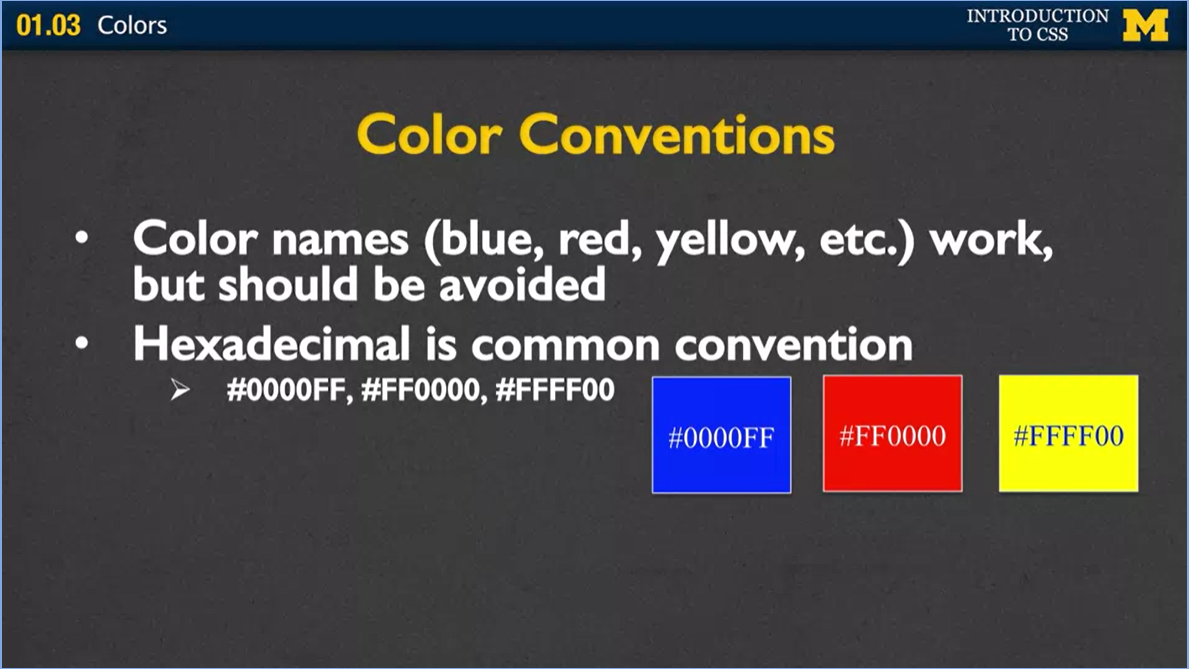 01.03 Colors
INTRODUCTION
TO CSS
M
Color Conventions
• Color names (blue, red, yellow, etc.) work,
but should be avoided
• Hexadecimal is common convention
➢ #0000FF, #FF0000, #FFFF00
#0000FF
#FF0000
#FFFF00